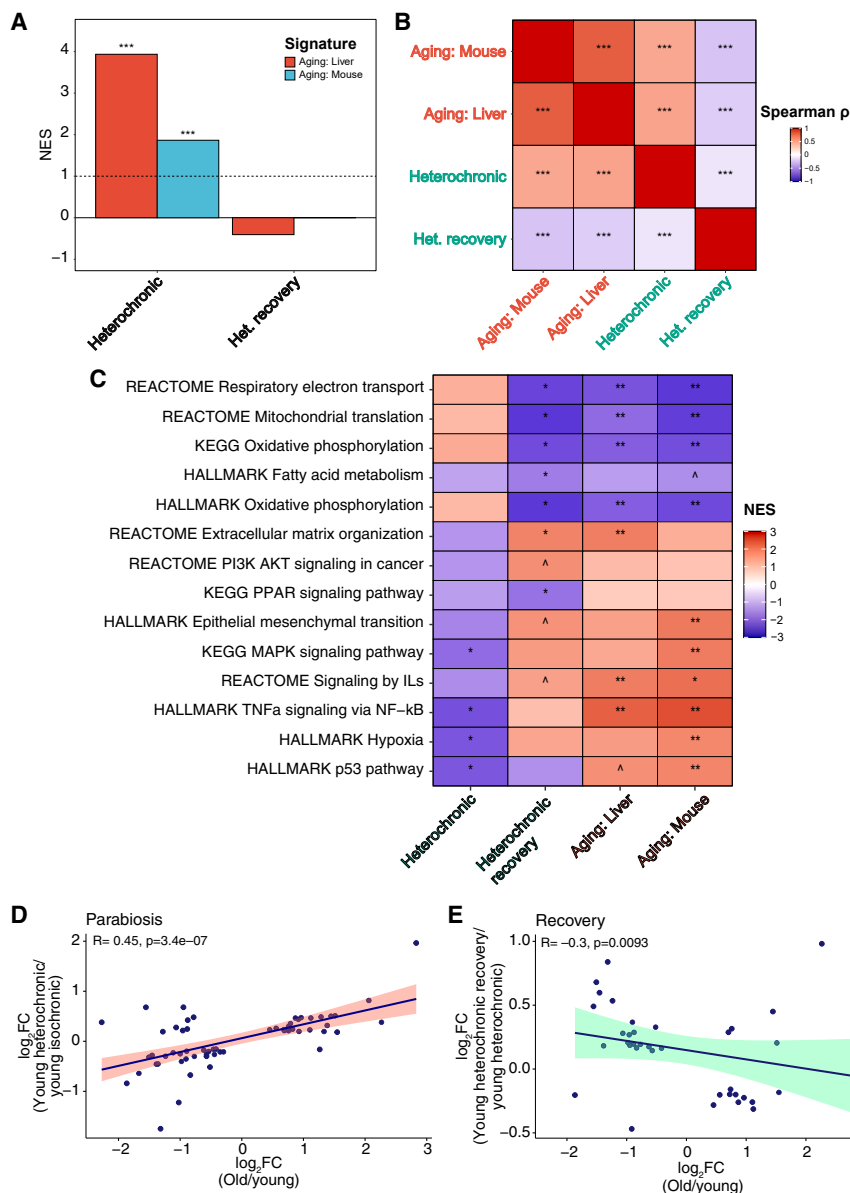 A
Signature
Aging: Liver
Aging: Mouse
NES
4
3
2
1
0
−1
***
***
Heterochronic
Het. recovery
B
Aging: Mouse
Aging: Liver
Heterochronic
Het. recovery
*** *** ***
*** *** ***
*** *** ***
*** *** ***
Aging: Mouse
Aging: Liver
Heterochronic
Het. recovery
Spearman ρ
1
0.5
0
−0.5
−1
C
REACTOME Respiratory electron transport * ** **
REACTOME Mitochondrial translation * ** **
KEGG Oxidative phosphorylation * ** **
HALLMARK Fatty acid metabolism * ^
HALLMARK Oxidative phosphorylation * ** **
REACTOME Extracellular matrix organization * **
REACTOME PI3K AKT signaling in cancer ^
KEGG PPAR signaling pathway *
HALLMARK Epithelial mesenchymal transition ^ **
KEGG MAPK signaling pathway * **
REACTOME Signaling by ILs ^ ** *
HALLMARK TNFa signaling via NF−kB * ** **
HALLMARK Hypoxia * **
HALLMARK p53 pathway * ^ **
Heterochronic
Heterochronic
recovery
Aging: Liver
Aging: Mouse
NES
3
2
1
0
−1
−2
−3
D
Parabiosis
R= 0.45, p=3.4e−07
log2FC
(Young heterochronic/
young isochronic)
2
1
0
−1
−2 −1 0 1 2 3
log2FC
(Old/young)
E
Recovery
R= −0.3, p=0.0093
log2FC
(Young heterochronic recovery/
young heterochronic)
1.0
0.5
0.0
−0.5
−2 −1 0 1 2
log2FC
(Old/young)